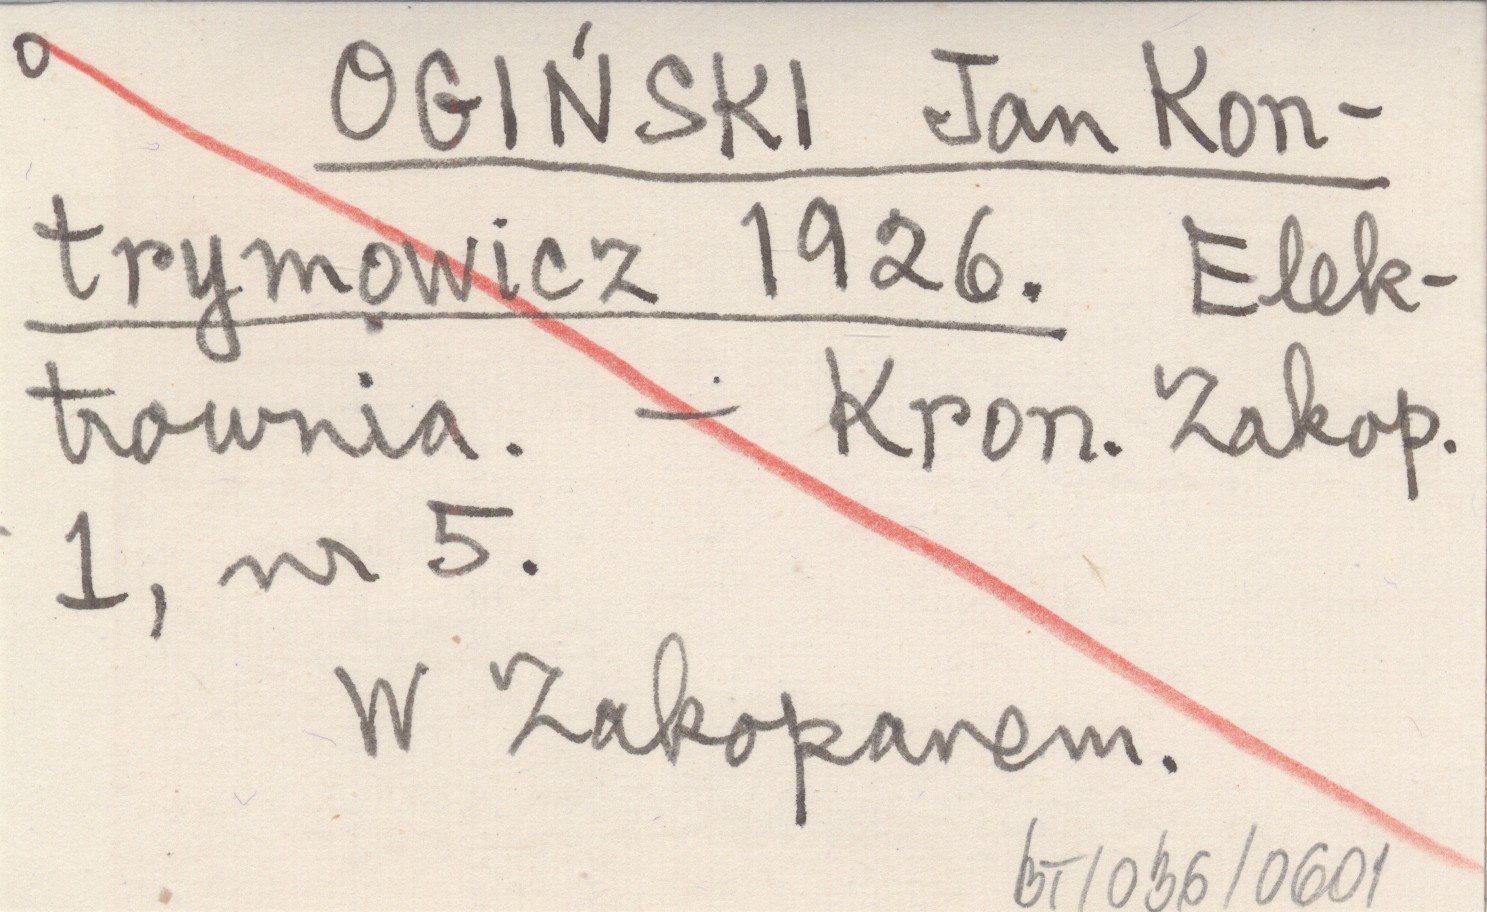 o OGIŃSKI Jan Kon-
trymowicz 1926. Elek-
trownia. — Kron. Zakop.
1, nr 5.
W Zakopanem.
BT/036/0601